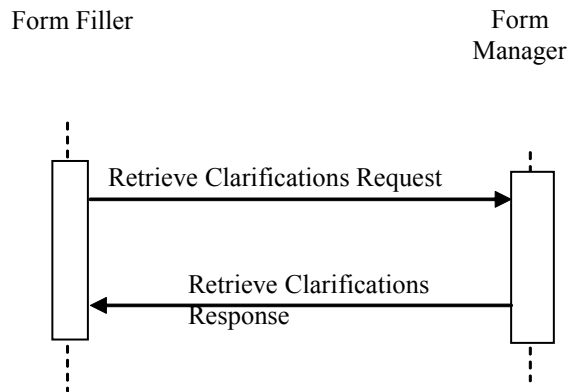 Form Filler
Form
Manager
Retrieve Clarifications Request
Retrieve Clarifications
Response